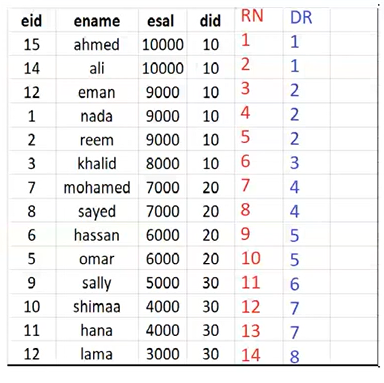 eid ename esal did RN DR
15 ahmed 10000 10 1 1
14 ali 10000 10 2 1
12 eman 9000 10 3 2
1 nada 9000 10 4 2
2 reem 9000 10 5 2
3 khalid 8000 10 6 3
7 mohamed 7000 20 7 4
8 sayed 7000 20 8 4
6 hassan 6000 20 9 5
5 omar 6000 20 10 5
9 sally 5000 30 11 6
10 shimaa 4000 30 12 7
11 hana 4000 30 13 7
12 lama 3000 30 14 8